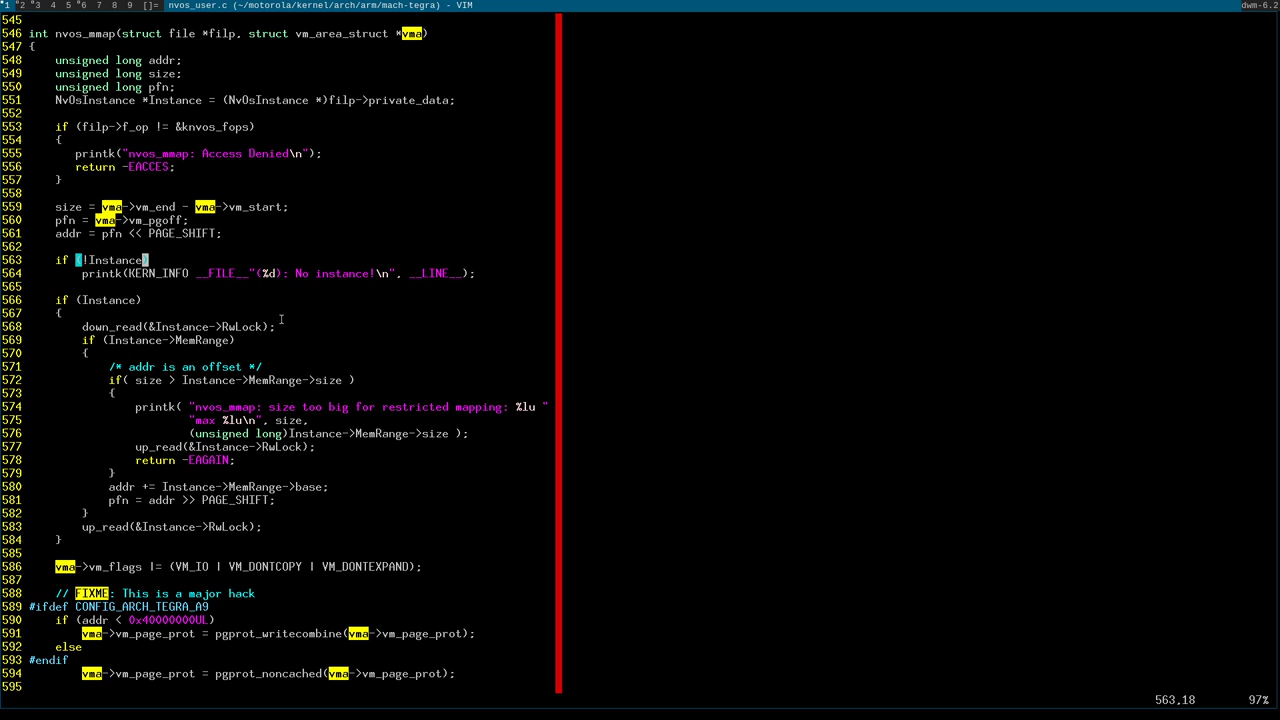 1 2 3 4 5 6 7 8 9 []= nvos_user.c (~/motorola/kernel/arch/arm/mach-tegra) - VIM dwm-6.2
545
546 int nvos_mmap(struct file *filp, struct vm_area_struct *vma)
547 {
548     unsigned long addr;
549     unsigned long size;
550     unsigned long pfn;
551     NvOsInstance *Instance = (NvOsInstance *)filp->private_data;
552
553     if (filp->f_op != &knvos_fops)
554     {
555        printk("nvos_mmap: Access Denied\n");
556        return -EACCES;
557     }
558
559     size = vma->vm_end - vma->vm_start;
560     pfn = vma->vm_pgoff;
561     addr = pfn << PAGE_SHIFT;
562
563     if (!Instance)
564         printk(KERN_INFO __FILE__"(%d): No instance!\n", __LINE__);
565
566     if (Instance)
567     {
568         down_read(&Instance->RwLock);
569         if (Instance->MemRange)
570         {
571             /* addr is an offset */
572             if( size > Instance->MemRange->size )
573             {
574                 printk( "nvos_mmap: size too big for restricted mapping: %lu "
575                         "max %lu\n", size,
576                         (unsigned long)Instance->MemRange->size );
577                 up_read(&Instance->RwLock);
578                 return -EAGAIN;
579             }
580             addr += Instance->MemRange->base;
581             pfn = addr >> PAGE_SHIFT;
582         }
583         up_read(&Instance->RwLock);
584     }
585
586     vma->vm_flags |= (VM_IO | VM_DONTCOPY | VM_DONTEXPAND);
587
588     // FIXME: This is a major hack
589 #ifdef CONFIG_ARCH_TEGRA_A9
590     if (addr < 0x40000000UL)
591         vma->vm_page_prot = pgprot_writecombine(vma->vm_page_prot);
592     else
593 #endif
594         vma->vm_page_prot = pgprot_noncached(vma->vm_page_prot);
595
563,18 97%